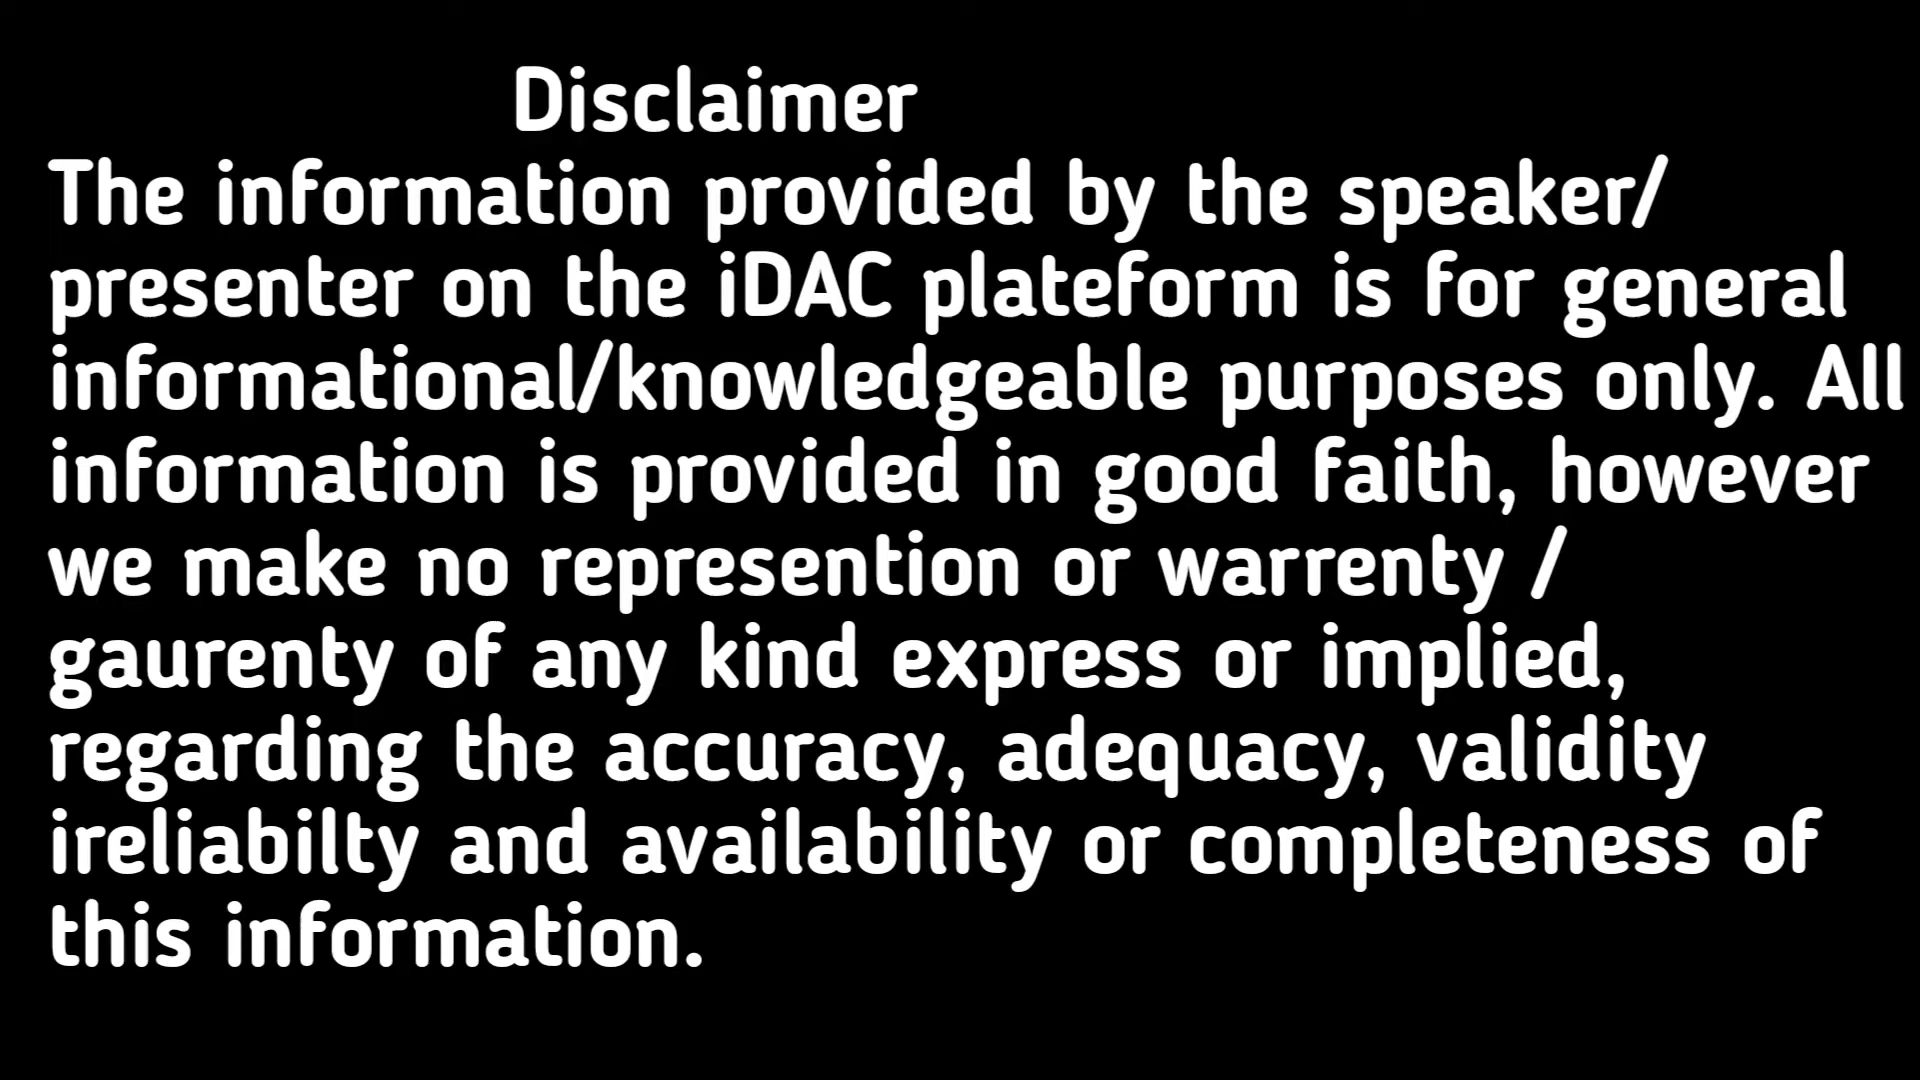 Disclaimer
The information provided by the speaker/
presenter on the iDAC plateform is for general
informational/knowledgeable purposes only. All
information is provided in good faith, however
we make no represention or warrenty /
gaurenty of any kind express or implied,
regarding the accuracy, adequacy, validity
ireliabilty and availability or completeness of
this information.